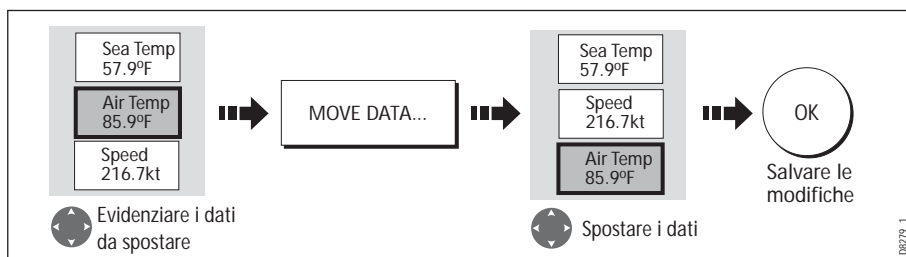 Sea Temp
57.9ºF
Air Temp
85.9ºF
Speed
216.7kt
Evidenziare i dati
da spostare
MOVE DATA...
Sea Temp
57.9ºF
Speed
216.7kt
Air Temp
85.9ºF
Spostare i dati
OK
Salvare le
modifiche
D8279_1